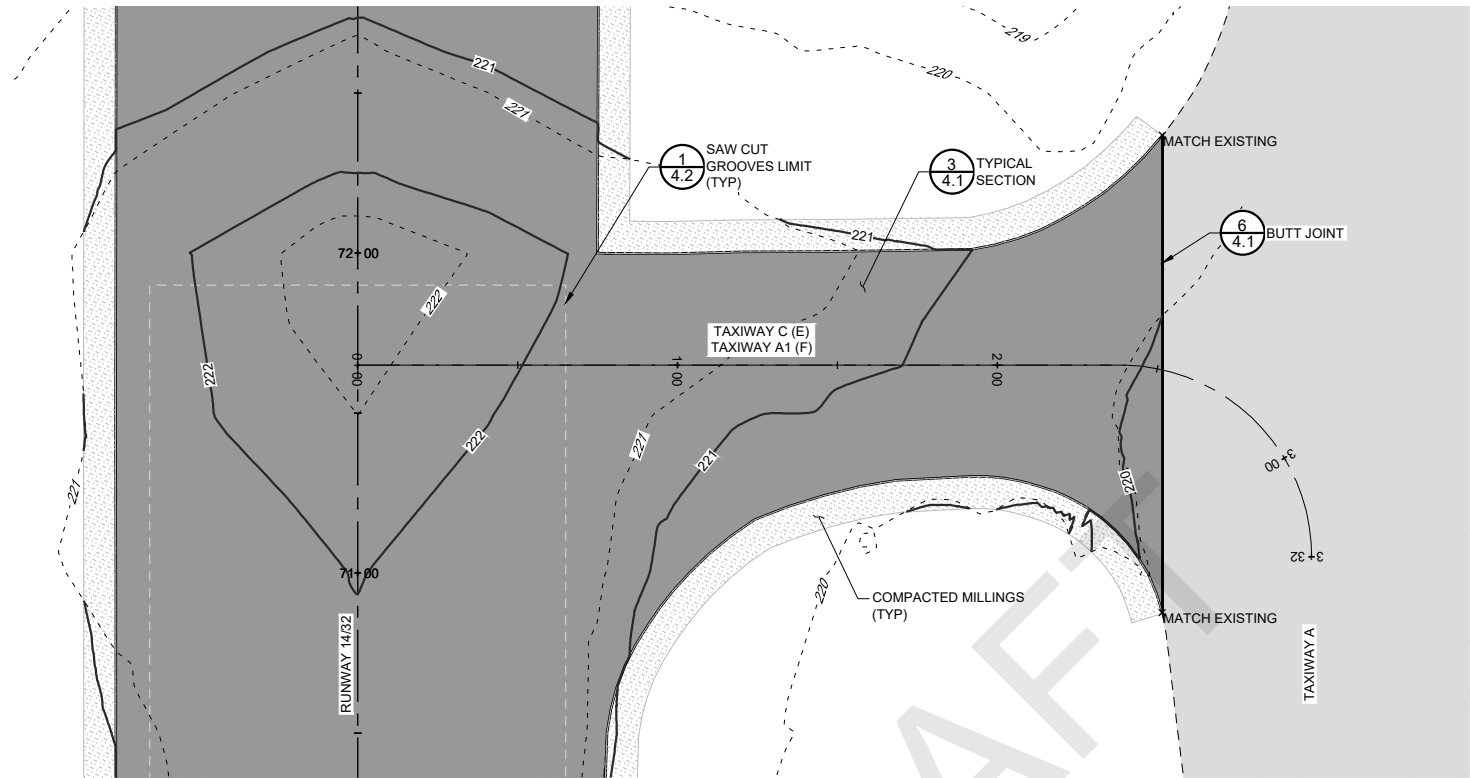 219
220
221
221
1
4.2
SAW CUT
GROOVES LIMIT
(TYP)
3
4.1
TYPICAL
SECTION
MATCH EXISTING
6
4.1
BUTT JOINT
221
72+00
222
TAXIWAY C (E)
TAXIWAY A1 (F)
0+00
1+00
2+00
222
222
221
221
221
220
3+00
3+32
71+00
220
COMPACTED MILLINGS
(TYP)
MATCH EXISTING
RUNWAY 14/32
TAXIWAY A
AFT